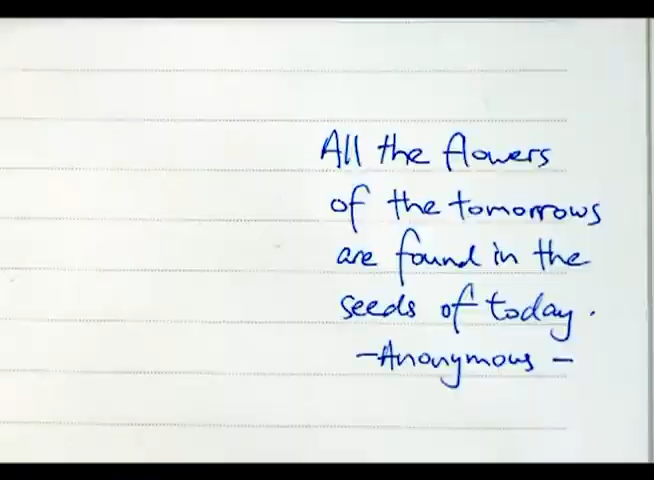 All the flowers
of the tomorrows
are found in the
seeds of today.
-Anonymous-